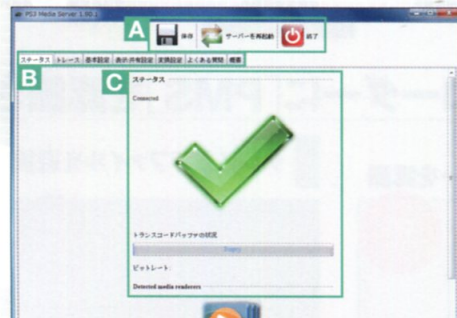 PS3 Media Server 1.90.1
A
保存 サーバーを再起動 終了
ステータス トレース 基本設定 表示/共有設定 変換設定 よくある質問 概要
B
C
ステータス
Connected
トランスコードバッファの状況
Empty
ビットレート:
Detected media renderers